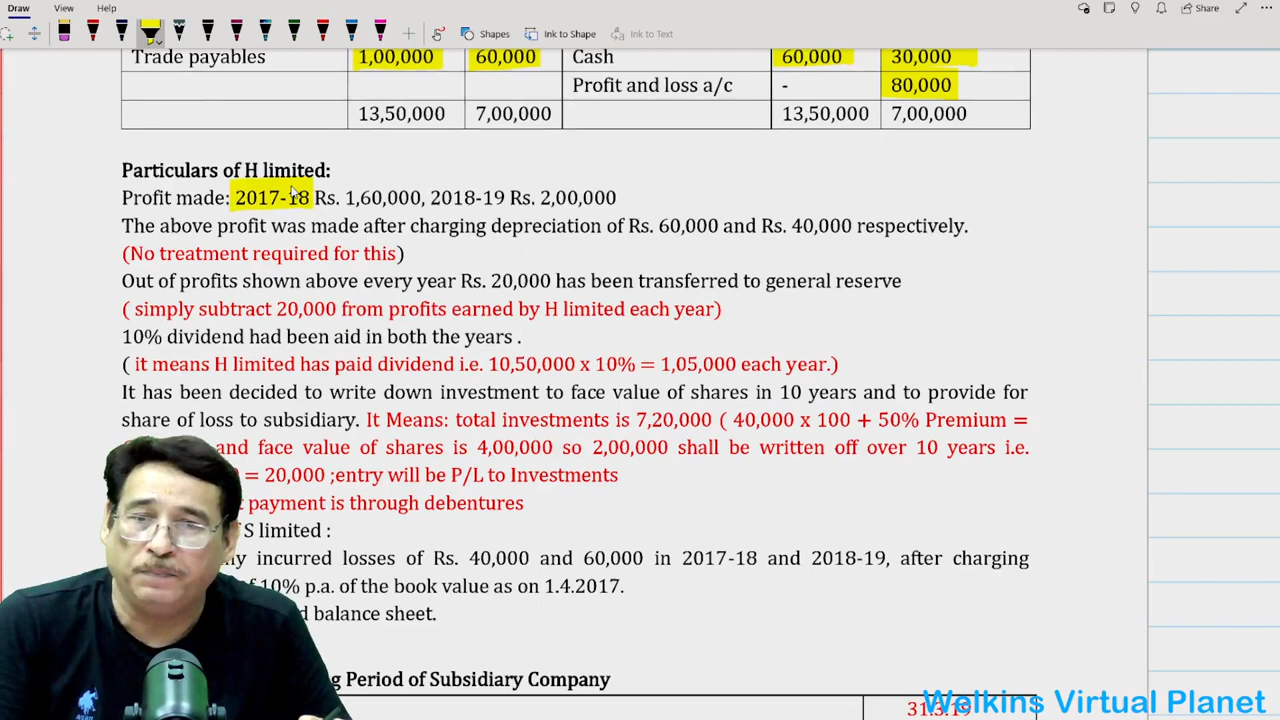 Draw View Help
Shapes Ink to Shape Ink to Text Share
Trade payables 1,00,000 60,000 Cash 60,000 30,000
Profit and loss a/c - 80,000
13,50,000 7,00,000 13,50,000 7,00,000
Particulars of H limited:
Profit made: 2017-18 Rs. 1,60,000, 2018-19 Rs. 2,00,000
The above profit was made after charging depreciation of Rs. 60,000 and Rs. 40,000 respectively.
(No treatment required for this)
Out of profits shown above every year Rs. 20,000 has been transferred to general reserve
( simply subtract 20,000 from profits earned by H limited each year)
10% dividend had been aid in both the years .
( it means H limited has paid dividend i.e. 10,50,000 x 10% = 1,05,000 each year.)
It has been decided to write down investment to face value of shares in 10 years and to provide for
share of loss to subsidiary. It Means: total investments is 7,20,000 ( 40,000 x 100 + 50% Premium =
and face value of shares is 4,00,000 so 2,00,000 shall be written off over 10 years i.e.
= 20,000 ;entry will be P/L to Investments
payment is through debentures
S limited :
incurred losses of Rs. 40,000 and 60,000 in 2017-18 and 2018-19, after charging
10% p.a. of the book value as on 1.4.2017.
balance sheet.
Period of Subsidiary Company
31.3.19
Welkins Virtual Planet